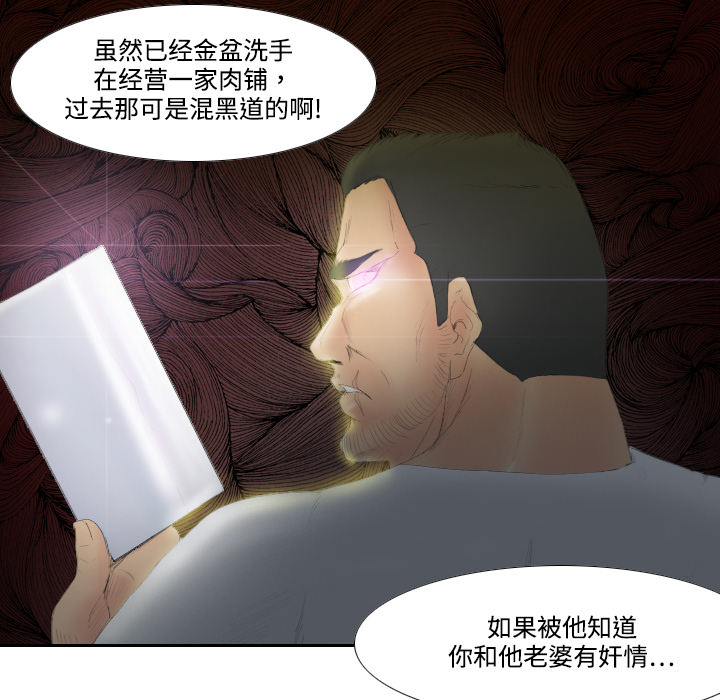 虽然已经金盆洗手
在经营一家肉铺，
过去那可是混黑道的啊!
如果被他知道
你和他老婆有奸情...